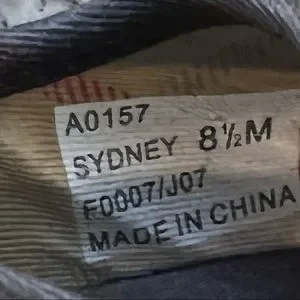 A0157
SYDNEY 8½M
F0007/J07
MADE IN CHINA